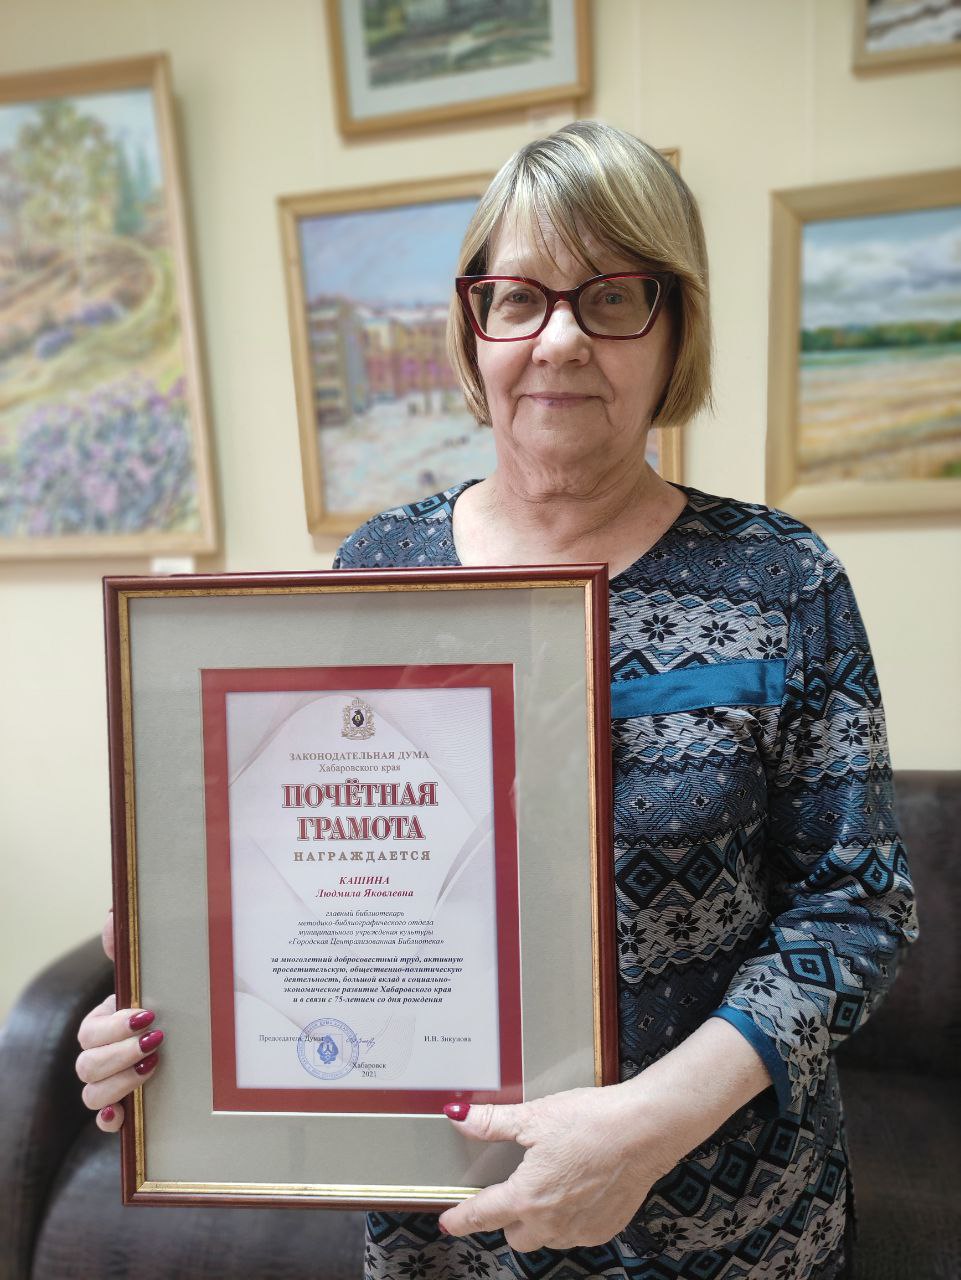 ЗАКОНОДАТЕЛЬНАЯ ДУМА
Хабаровского края
ПОЧЁТНАЯ
ГРАМОТА
НАГРАЖДАЕТСЯ
КАШИНА
Людмила Яковлевна
главный библиотекарь
методико-библиографического отдела
муниципального учреждения культуры
«Городская Централизованная Библиотека»
за многолетний добросовестный труд, активную
просветительскую, общественно-политическую
деятельность, большой вклад в социально-
экономическое развитие Хабаровского края
и в связи с 75-летием со дня рождения
Председатель Думы И.И. Зикунова
Хабаровск
2021